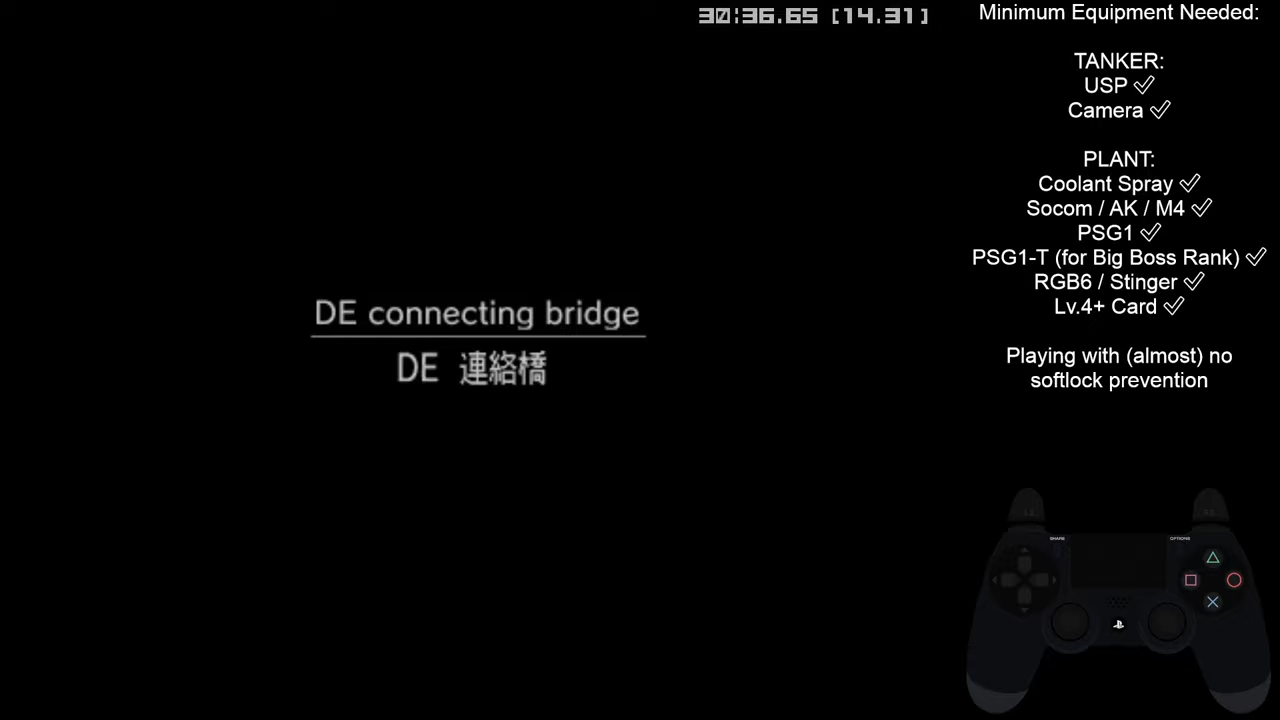 30:36.65 [14.31]
Minimum Equipment Needed:
TANKER:
USP ✓
Camera ✓
PLANT:
Coolant Spray ✓
Socom / AK / M4 ✓
PSG1 ✓
PSG1-T (for Big Boss Rank) ✓
RGB6 / Stinger ✓
Lv.4+ Card ✓
Playing with (almost) no
softlock prevention
DE connecting bridge
DE 連絡橋
SHARE
OPTIONS